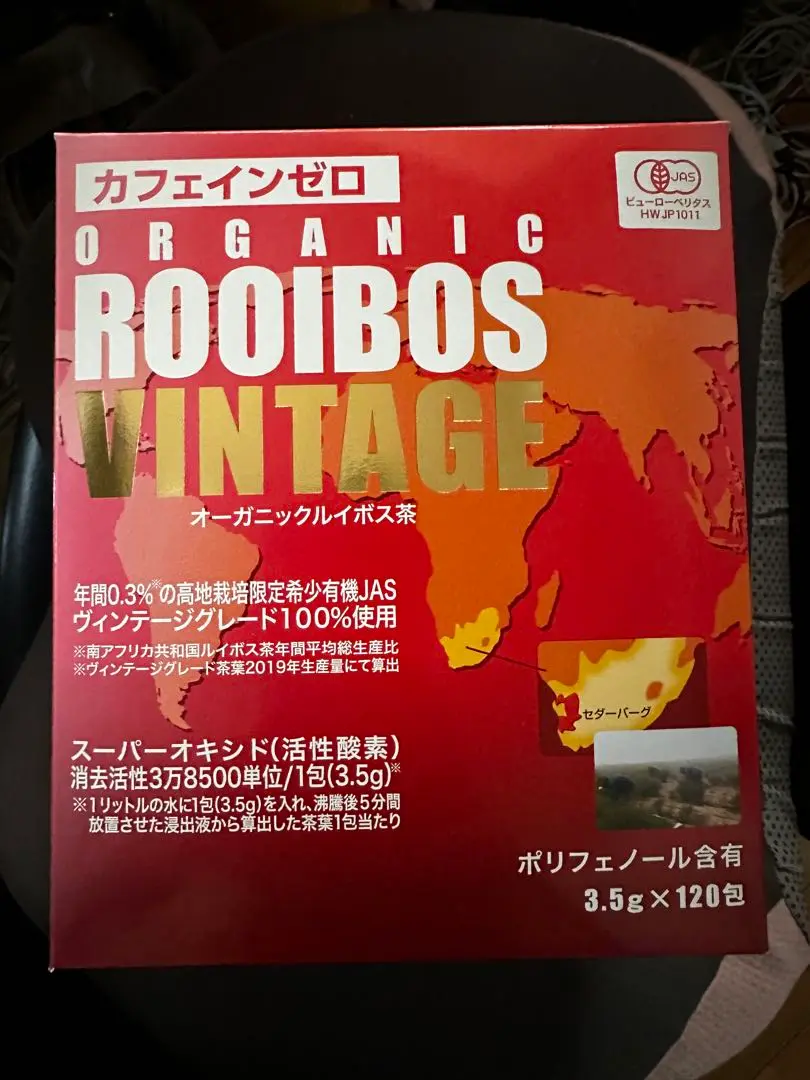 カフェインゼロ
JAS
ビューローベリタス
HWJP1011
ORGANIC
ROOIBOS
VINTAGE
オーガニックルイボス茶
年間0.3%※の高地栽培限定希少有機JAS
ヴィンテージグレード100%使用
※南アフリカ共和国ルイボス茶年間平均総生産比
※ヴィンテージグレード茶葉2019年生産量にて算出
セダーバーグ
スーパーオキシド(活性酸素)
消去活性3万8500単位/1包(3.5g)※
※1リットルの水に1包(3.5g)を入れ、沸騰後5分間
放置させた浸出液から算出した茶葉1包当たり
ポリフェノール含有
3.5g×120包